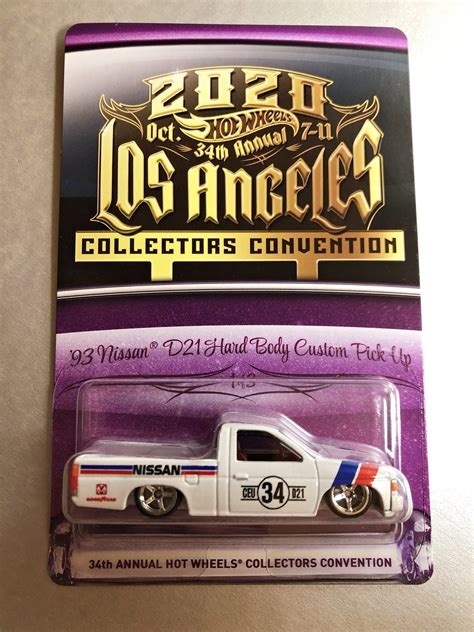 2020
Oct. HOT WHEELS 7-11
34th Annual
LOS ANGELES
COLLECTORS CONVENTION
'93 Nissan® D21 Hard Body Custom Pick Up
NISSAN
GOODYEAR
34
D21
34th ANNUAL HOT WHEELS® COLLECTORS CONVENTION